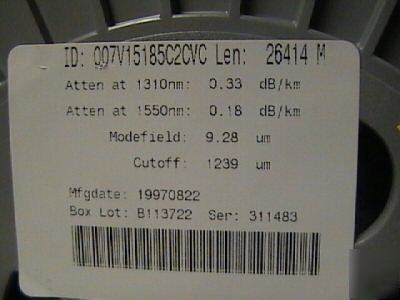 ID: 007V15185C2CVC Len: 26414 M
Atten at 1310nm: 0.33 dB/km
Atten at 1550nm: 0.18 dB/km
Modefield: 9.28 um
Cutoff: 1239 um
Mfgdate: 19970822
Box Lot: B113722 Ser: 311483